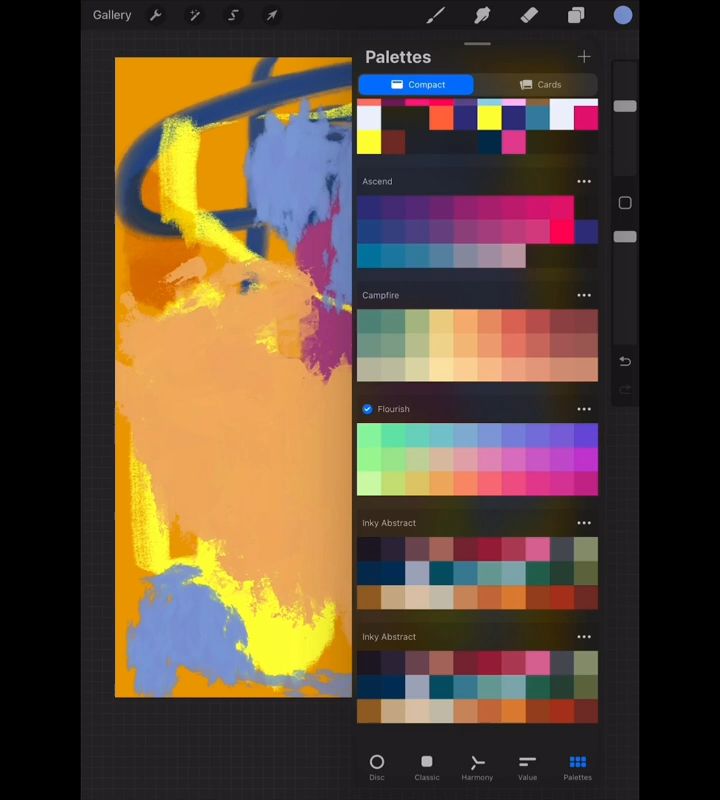 Gallery
Palettes
Compact
Cards
Ascend
Campfire
Flourish
Inky Abstract
Inky Abstract
Disc
Classic
Harmony
Value
Palettes